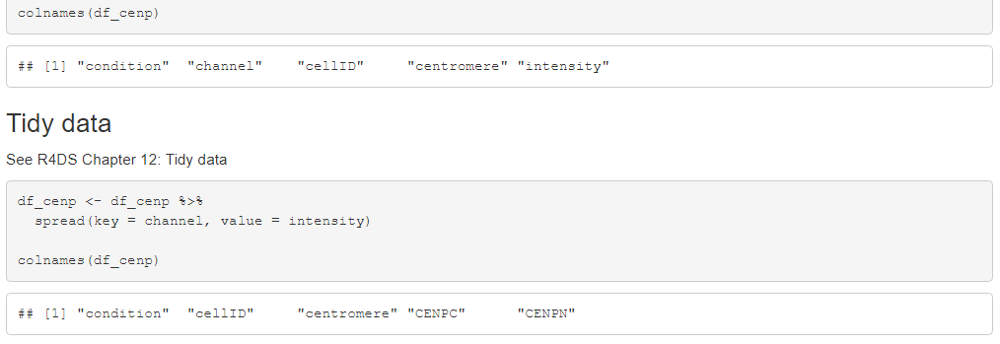 colnames(df_cenp)
## [1] "condition"  "channel"    "cellID"     "centromere" "intensity"
Tidy data
See R4DS Chapter 12: Tidy data
df_cenp <- df_cenp %>%
  spread(key = channel, value = intensity)
colnames(df_cenp)
## [1] "condition"  "cellID"     "centromere" "CENPC"      "CENPN"